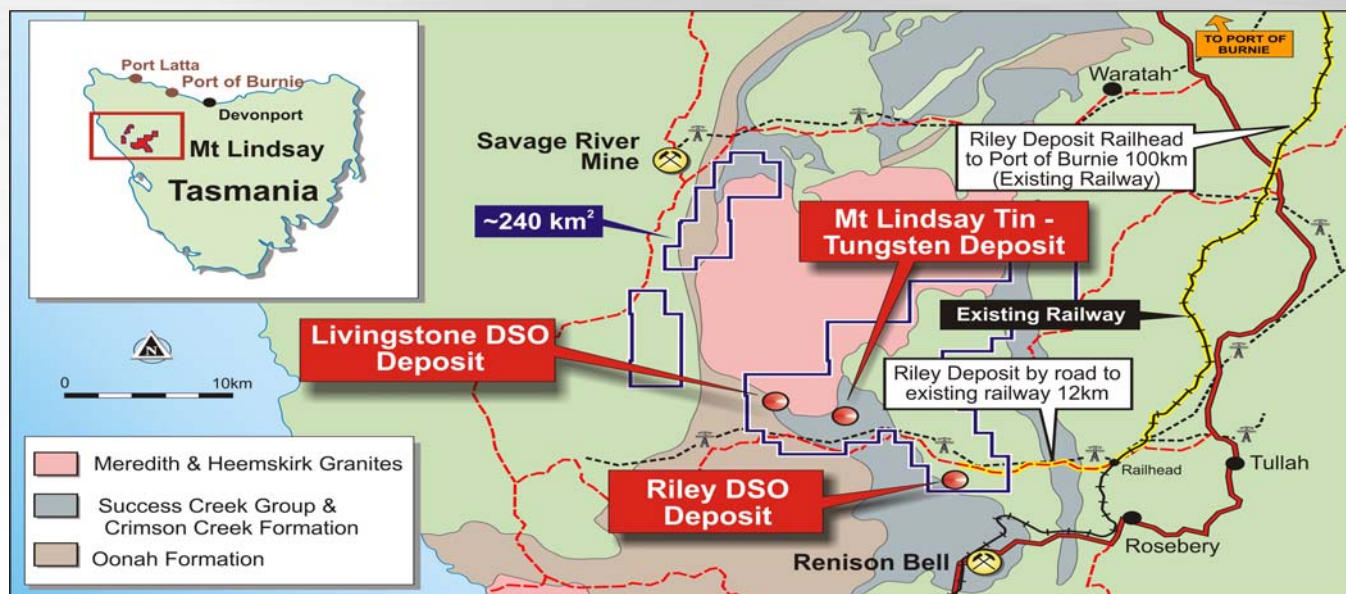 Port Latta
Port of Burnie
Devonport
Mt Lindsay
Tasmania
N
0 10km
TO PORT OF
BURNIE
Waratah
Savage River
Mine
Riley Deposit Railhead
to Port of Burnie 100km
(Existing Railway)
~240 km²
Mt Lindsay Tin -
Tungsten Deposit
Existing Railway
Livingstone DSO
Deposit
Riley Deposit by road to
existing railway 12km
Railhead
Tullah
Riley DSO
Deposit
Rosebery
Renison Bell
Meredith & Heemskirk Granites
Success Creek Group &
Crimson Creek Formation
Oonah Formation